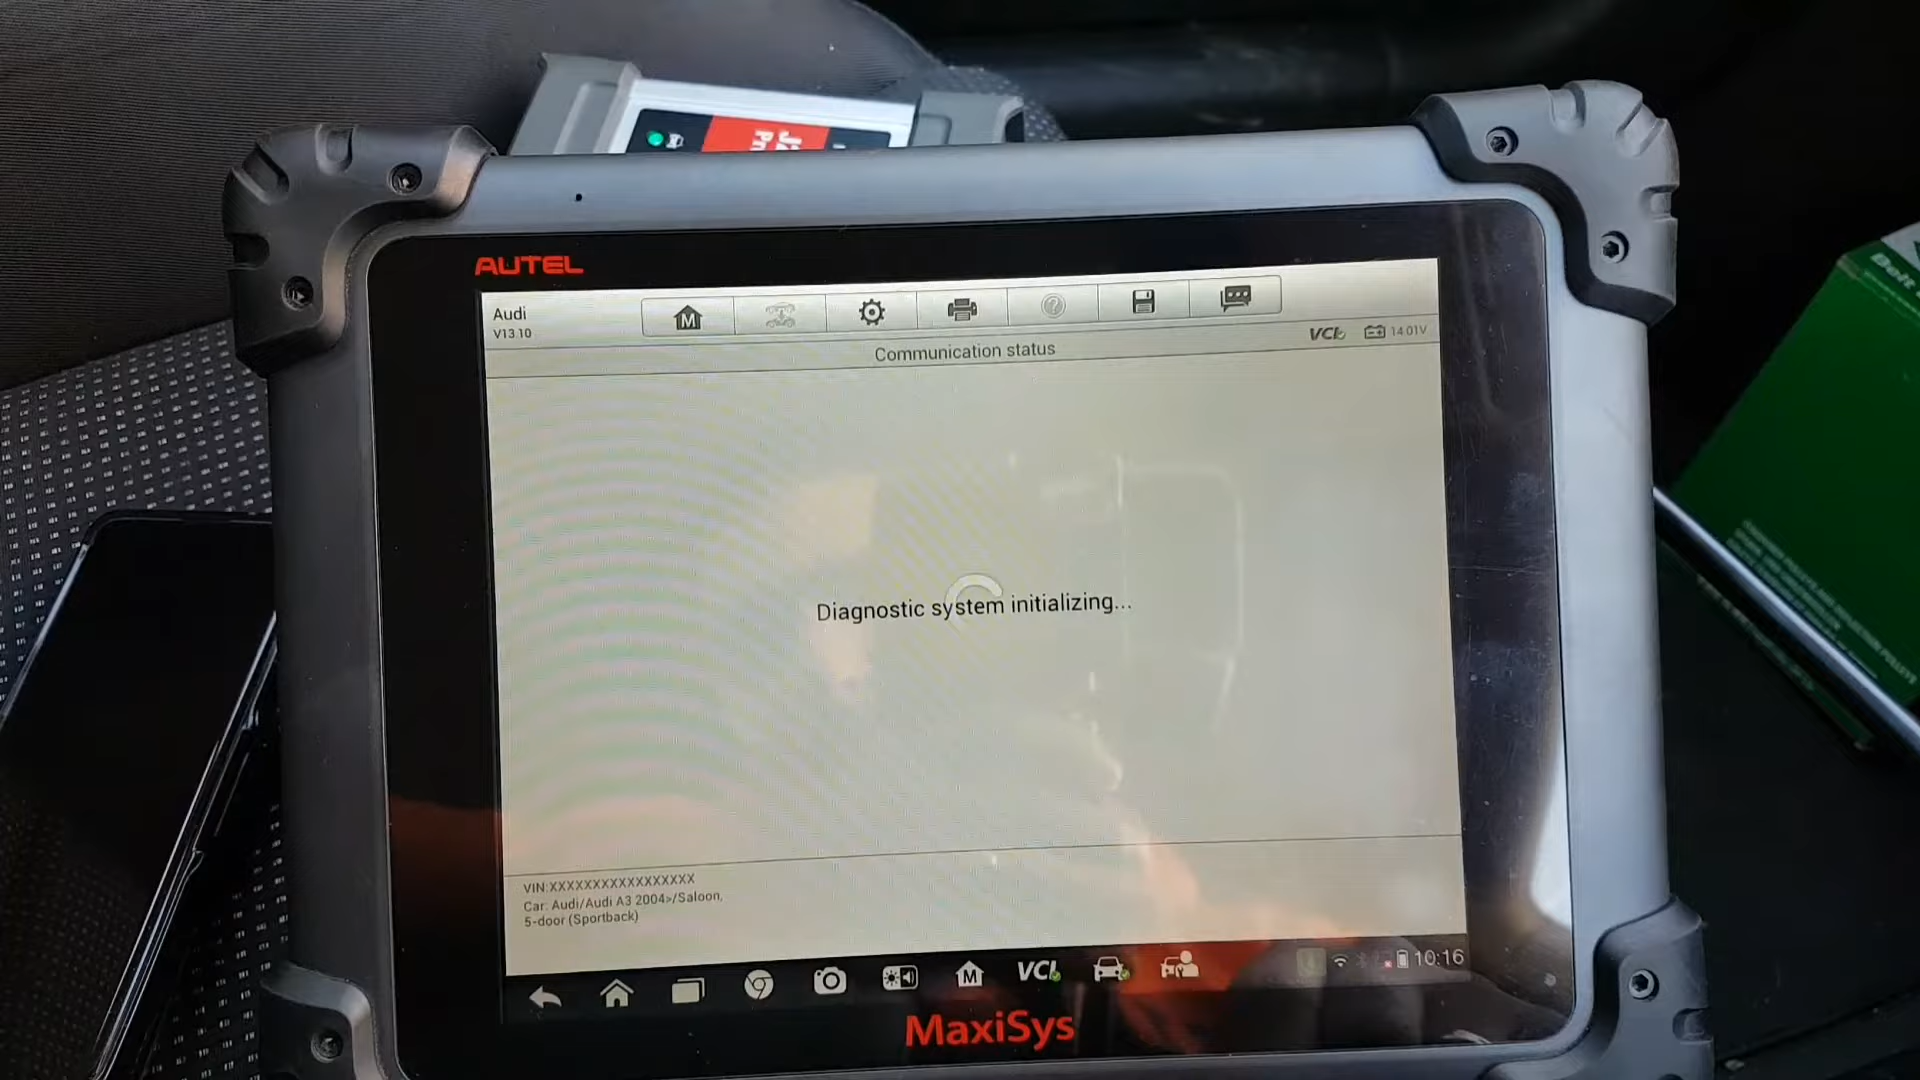 AUTEL
Audi
V13.10
VCI
14.01V
Communication status
Diagnostic system initializing...
VIN:XXXXXXXXXXXXXXXXX
Car: Audi/Audi A3 2004>/Saloon,
5-door (Sportback)
VCI
10:16
MaxiSys